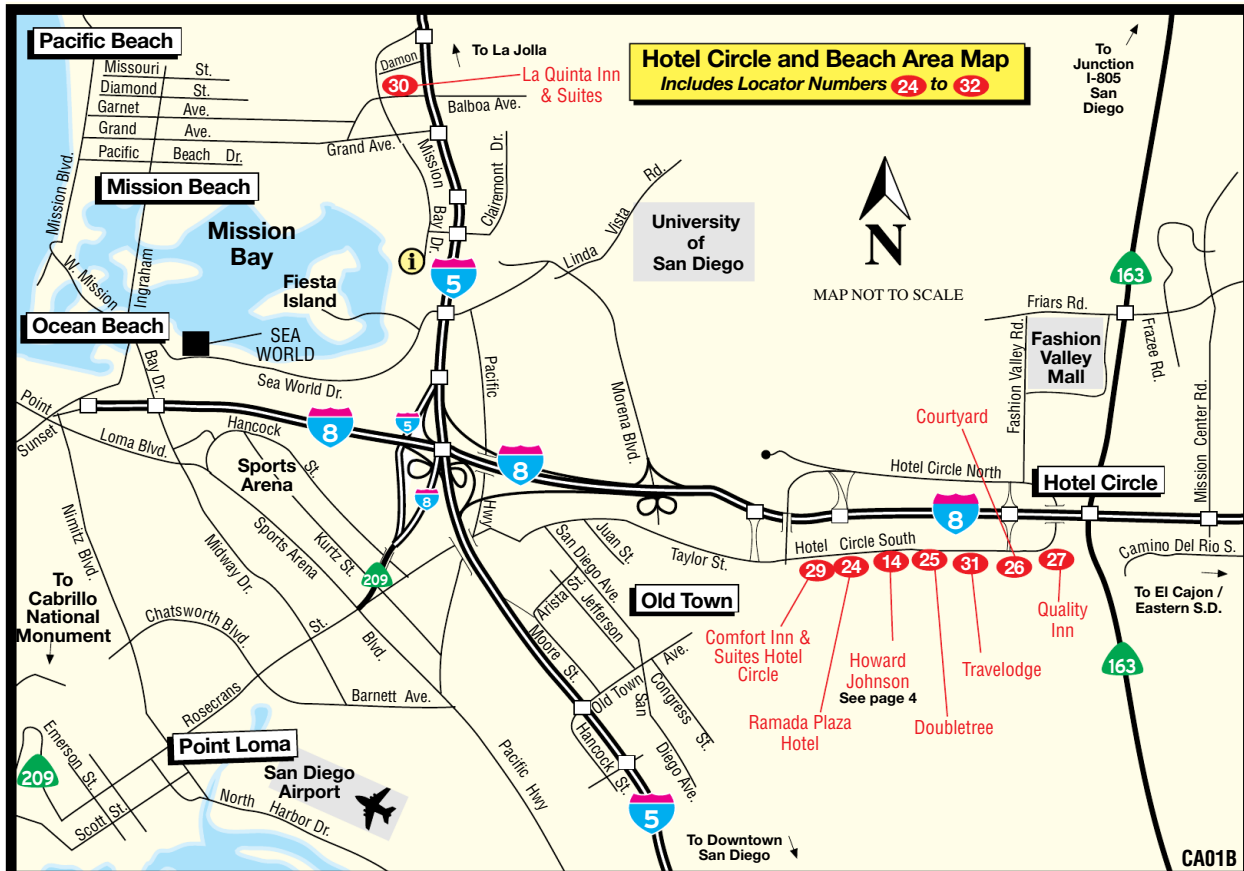 Pacific Beach
Missouri St.
Diamond St.
Garnet Ave.
Grand Ave.
Pacific Beach Dr.
Mission Blvd.
Mission Beach
Mission
Bay
Fiesta
Island
W. Mission
Bay Dr.
Ingraham
Ocean Beach
SEA
WORLD
Sea World Dr.
Damon
30
La Quinta Inn
& Suites
To La Jolla
Balboa Ave.
Grand Ave.
Mission
Bay Dr.
Clairemont Dr.
i
5
Hotel Circle and Beach Area Map
Includes Locator Numbers 24 to 32
To
Junction
I-805
San
Diego
Linda Vista Rd.
University
of
San Diego
N
MAP NOT TO SCALE
163
Friars Rd.
Fashion Valley Rd.
Fashion
Valley
Mall
Frazee Rd.
Mission Center Rd.
Point
Loma Blvd.
Sunset
Hancock St.
8
5
8
8
Pacific
Hwy
Morena Blvd.
Sports
Arena
Sports Arena
Blvd.
Kurtz St.
Midway Dr.
Nimitz Blvd.
209
Courtyard
Hotel Circle North
Hotel Circle
8
Hotel Circle South
Taylor St.
Camino Del Rio S.
To El Cajon /
Eastern S.D.
29
24
14
25
31
26
27
Comfort Inn &
Suites Hotel
Circle
Ramada Plaza
Hotel
Howard
Johnson
See page 4
Doubletree
Travelodge
Quality
Inn
163
To
Cabrillo
National
Monument
Chatsworth Blvd.
Rosecrans
St.
Barnett Ave.
Juan St.
San Diego Ave.
Arista St.
Jefferson
Moore St.
Old Town
Old Town
Ave.
Congress St.
San
Diego Ave.
Hancock St.
Pacific Hwy
209
Emerson St.
Scott St.
Point Loma
San Diego
Airport
North Harbor Dr.
5
To Downtown
San Diego
CA01B